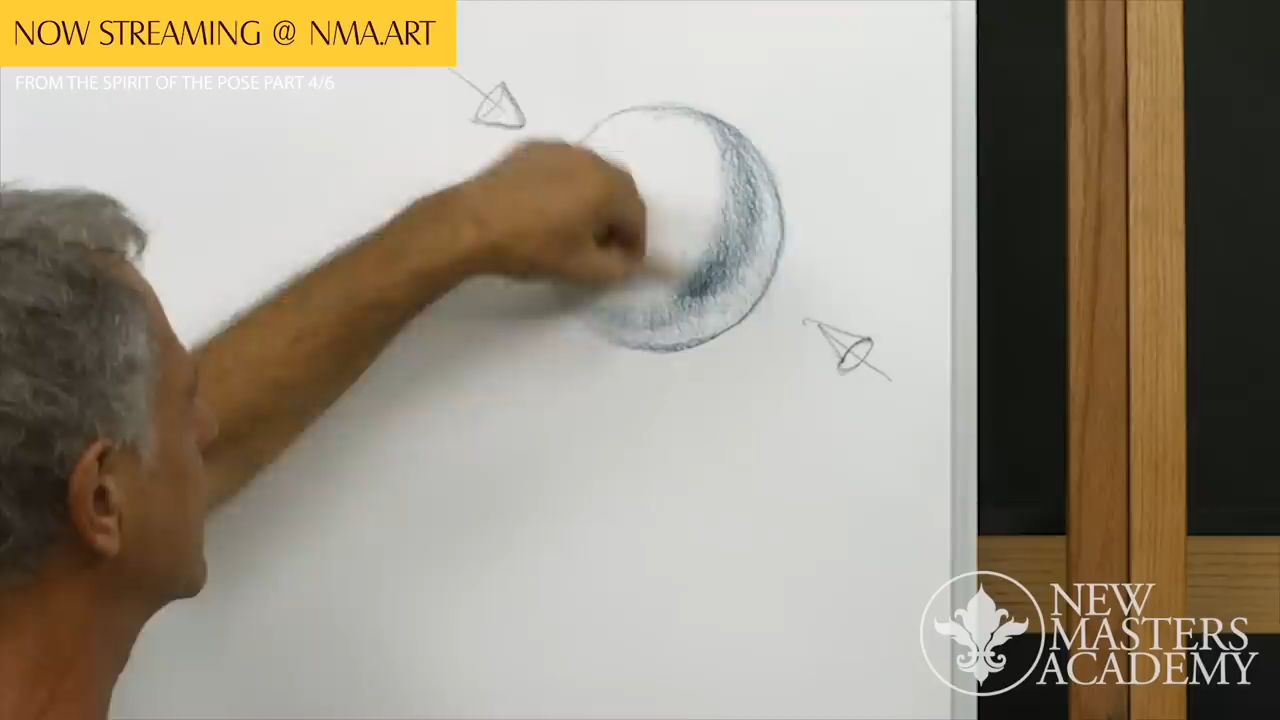 NOW STREAMING @ NMA.ART
FROM THE SPIRIT OF THE POSE PART 4/6
NEW
MASTERS
ACADEMY